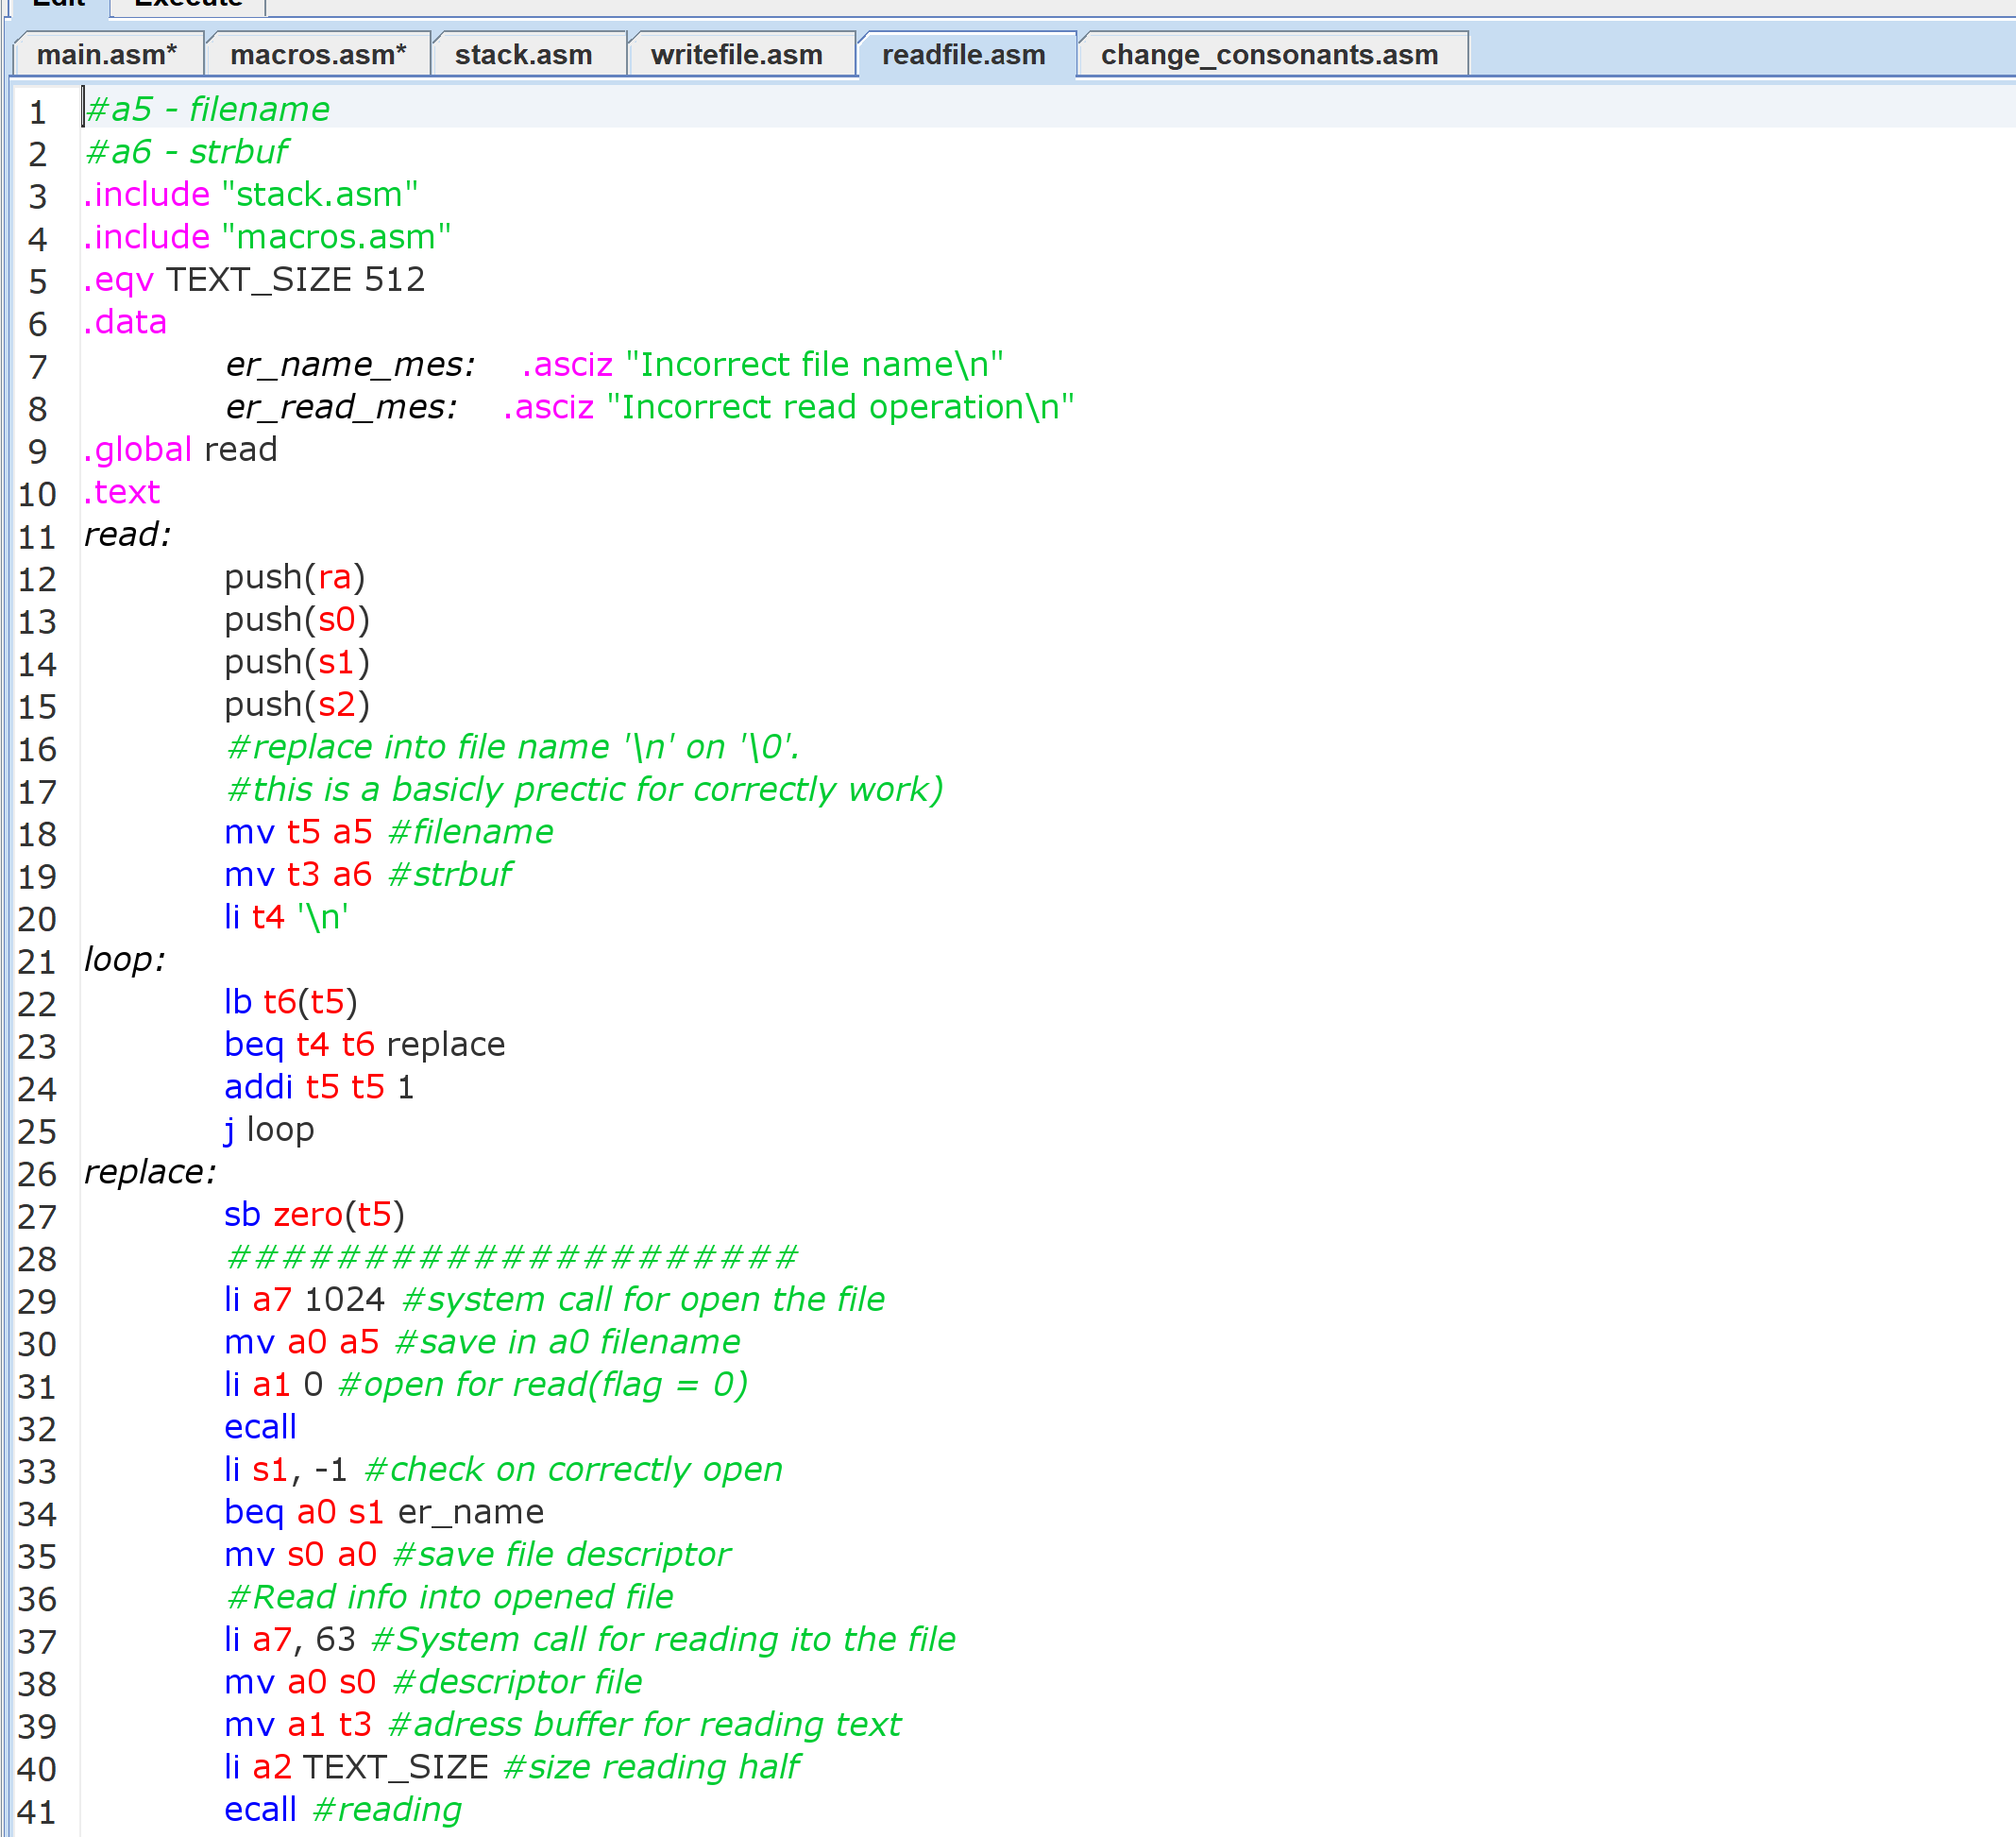 Edit Execute
main.asm* macros.asm* stack.asm writefile.asm readfile.asm change_consonants.asm
1 #a5 - filename
2 #a6 - strbuf
3 .include "stack.asm"
4 .include "macros.asm"
5 .eqv TEXT_SIZE 512
6 .data
7 er_name_mes: .asciz "Incorrect file name\n"
8 er_read_mes: .asciz "Incorrect read operation\n"
9 .global read
10 .text
11 read:
12 push(ra)
13 push(s0)
14 push(s1)
15 push(s2)
16 #replace into file name '\n' on '\0'.
17 #this is a basicly prectic for correctly work)
18 mv t5 a5 #filename
19 mv t3 a6 #strbuf
20 li t4 '\n'
21 loop:
22 lb t6(t5)
23 beq t4 t6 replace
24 addi t5 t5 1
25 j loop
26 replace:
27 sb zero(t5)
28 #####################
29 li a7 1024 #system call for open the file
30 mv a0 a5 #save in a0 filename
31 li a1 0 #open for read(flag = 0)
32 ecall
33 li s1, -1 #check on correctly open
34 beq a0 s1 er_name
35 mv s0 a0 #save file descriptor
36 #Read info into opened file
37 li a7, 63 #System call for reading ito the file
38 mv a0 s0 #descriptor file
39 mv a1 t3 #adress buffer for reading text
40 li a2 TEXT_SIZE #size reading half
41 ecall #reading